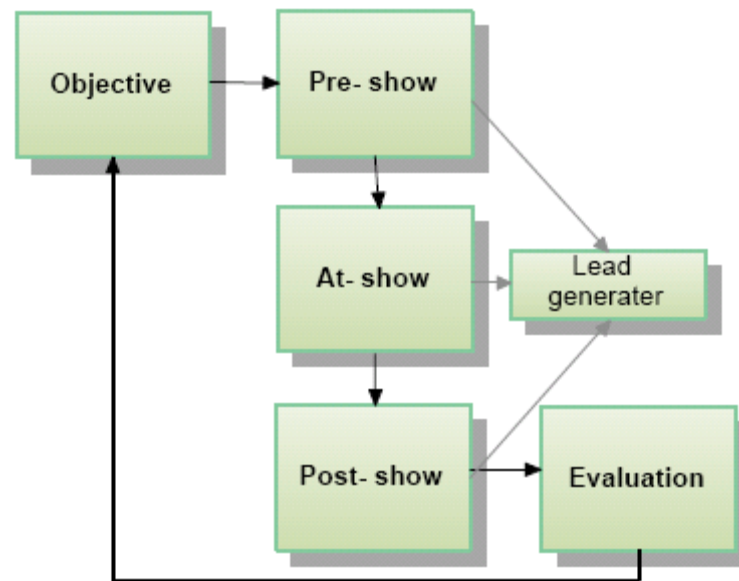 Objective
Pre- show
At- show
Lead
generater
Post- show
Evaluation